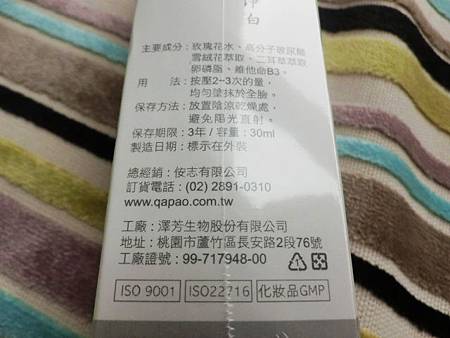 淨白
主要成分：玫瑰花水、高分子玻尿酸
雪絨花萃取、二耳草萃取、
卵磷脂、維他命B3。
用　　法：按壓2~3次的量，
均勻塗抹於全臉。
保存方法：放置陰涼乾燥處，
避免陽光直射。
保存期限：3年/容量：30ml
製造日期：標示在外裝
總經銷：侒志有限公司
訂貨電話：(02) 2891-0310
www.qapao.com.tw
工廠：澤芳生物股份有限公司
地址：桃園市蘆竹區長安路2段76號
工廠證號：99-717948-00
ISO 9001
ISO22716
化妝品GMP